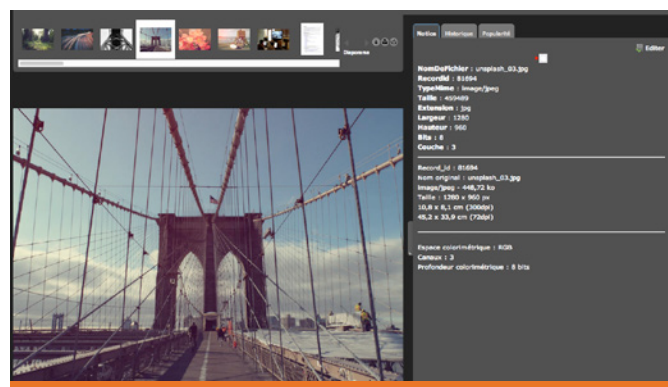 Diaporama
Notice Historique Popularité
Editer
NomDeFichier : unsplash_03.jpg
RecordId : 81694
TypeMime : image/jpeg
Taille : 459489
Extension : jpg
Largeur : 1280
Hauteur : 960
Bits : 8
Couche : 3
Record_id : 81694
Nom original : unsplash_03.jpg
image/jpeg - 448,72 ko
Taille : 1280 x 960 px
10,8 x 8,1 cm (300dpi)
45,2 x 33,9 cm (72dpi)
Espace colorimétrique : RGB
Canaux : 3
Profondeur colorimétrique : 8 bits